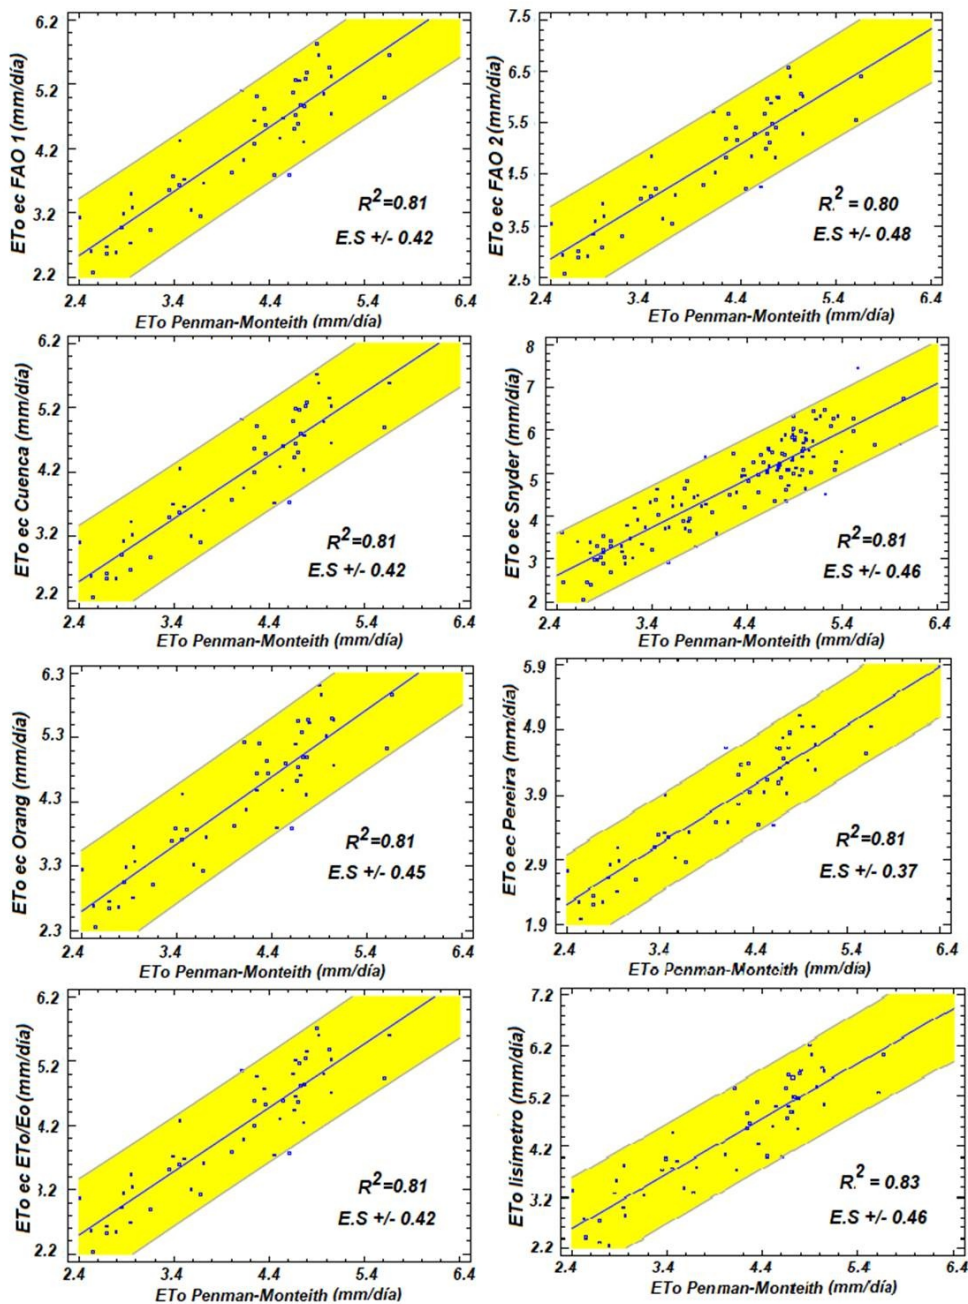 ETo ec FAO 1 (mm/día)
6.2
5.2
4.2
3.2
2.2
R²=0.81
E.S +/- 0.42
2.4 3.4 4.4 5.4 6.4
ETo Penman-Monteith (mm/día)
ETo ec FAO 2 (mm/día)
7.5
6.5
5.5
4.5
3.5
2.5
R.² = 0.80
E.S +/- 0.48
2.4 3.4 4.4 5.4 6.4
ETo Penman-Monteith (mm/día)
ETo ec Cuenca (mm/día)
6.2
5.2
4.2
3.2
2.2
R²=0.81
E.S +/- 0.42
2.4 3.4 4.4 5.4 6.4
ETo Penman-Monteith (mm/día)
ETo ec Snyder (mm/día)
8
7
6
5
4
3
2
R²=0.81
E.S +/- 0.46
2.4 3.4 4.4 5.4 6.4
ETo Penman-Monteith (mm/día)
ETo ec Orang (mm/día)
6.3
5.3
4.3
3.3
2.3
R²=0.81
E.S +/- 0.45
2.4 3.4 4.4 5.4 6.4
ETo Penman-Monteith (mm/día)
ETo ec Pereira (mm/día)
5.9
4.9
3.9
2.9
1.9
R²=0.81
E.S +/- 0.37
2.4 3.4 4.4 5.4 6.4
ETo Penman-Monteith (mm/día)
ETo ec ETo/Eo (mm/día)
6.2
5.2
4.2
3.2
2.2
R²=0.81
E.S +/- 0.42
2.4 3.4 4.4 5.4 6.4
ETo Penman-Monteith (mm/día)
ETo lisímetro (mm/día)
7.2
6.2
5.2
4.2
3.2
2.2
R.² = 0.83
E.S +/- 0.46
2.4 3.4 4.4 5.4 6.4
ETo Penman-Monteith (mm/día)